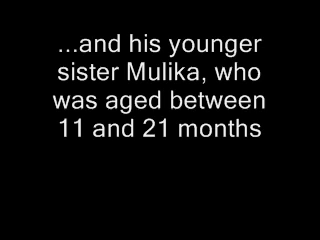 ...and his younger
sister Mulika, who
was aged between
11 and 21 months